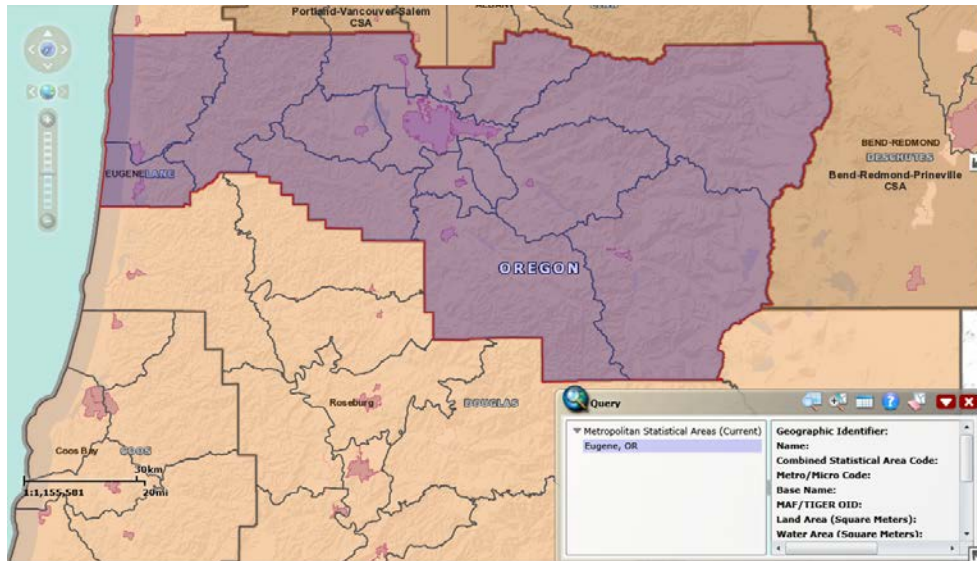 Portland-Vancouver-Salem
CSA
ALBANY
LINN
BEND-REDMOND
DESCHUTES
Bend-Redmond-Prineville
CSA
EUGENE LANE
OREGON
Roseburg
DOUGLAS
Coos Bay
COOS
30km
1:1,155,581
20mi
Query
Metropolitan Statistical Areas (Current)
Eugene, OR
Geographic Identifier:
Name:
Combined Statistical Area Code:
Metro/Micro Code:
Base Name:
MAF/TIGER OID:
Land Area (Square Meters):
Water Area (Square Meters):